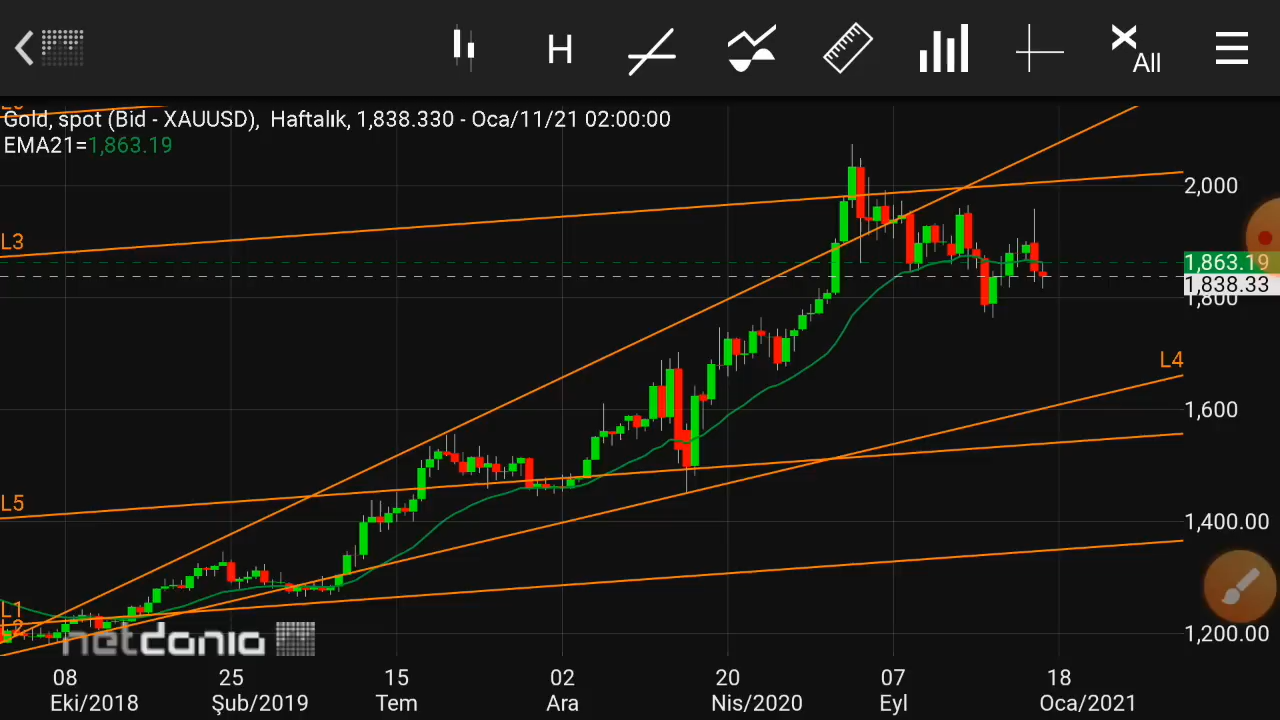 H
All
Gold, spot (Bid - XAUUSD), Haftalık, 1,838.330 - Oca/11/21 02:00:00
EMA21=1,863.19
2,000
L3
1,863.19
1,838.33
1,800
L4
1,600
L5
1,400.00
L1
L2
1,200.00
netdania
08 25 15 02 20 07 18
Eki/2018 Şub/2019 Tem Ara Nis/2020 Eyl Oca/2021